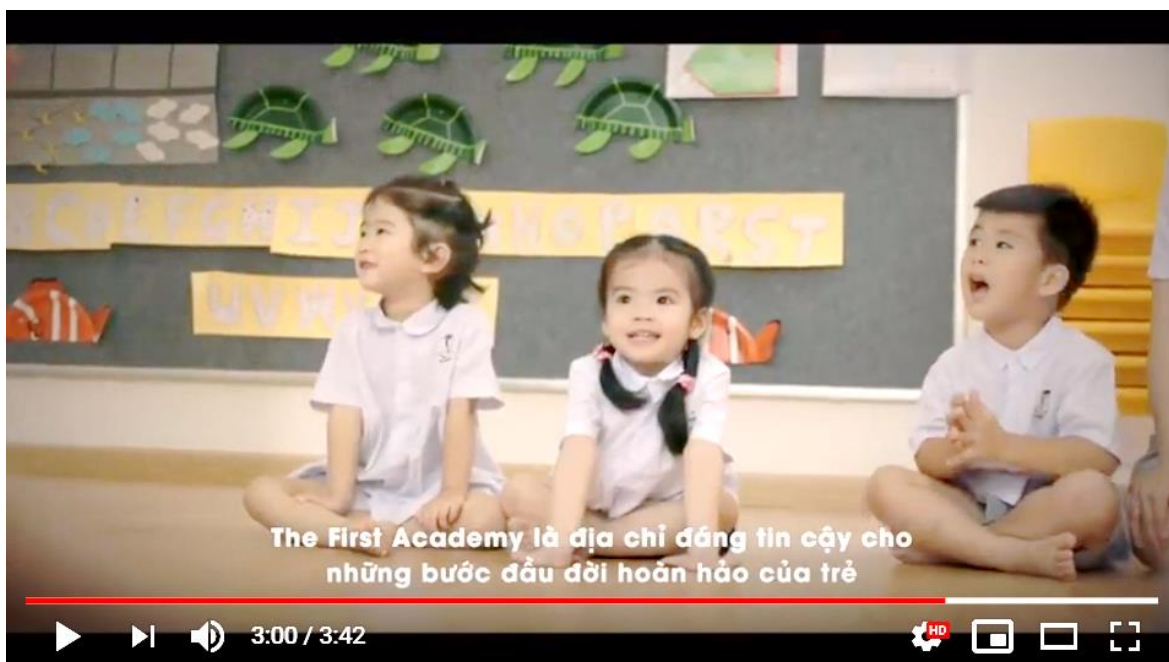 The First Academy là địa chỉ đáng tin cậy cho
những bước đầu đời hoàn hảo của trẻ
3:00 / 3:42
HD